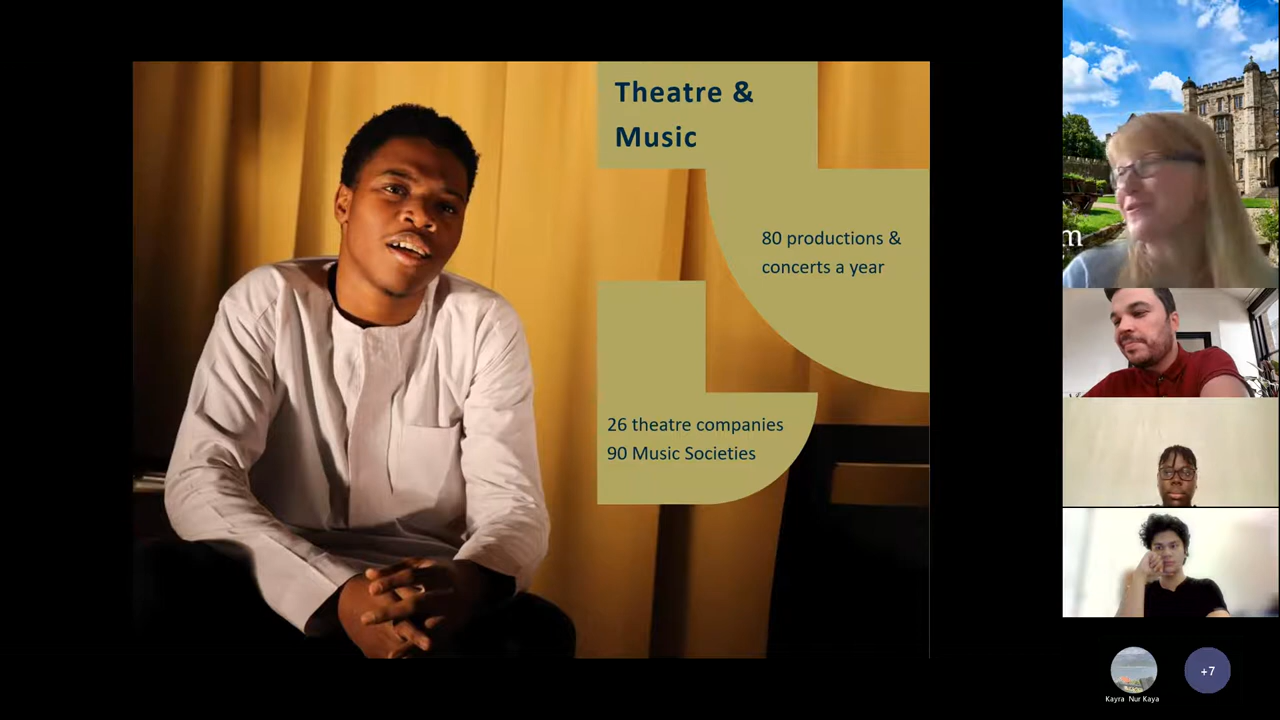 Theatre &
Music
80 productions &
concerts a year
26 theatre companies
90 Music Societies
m
Kayra Nur Kaya
+7